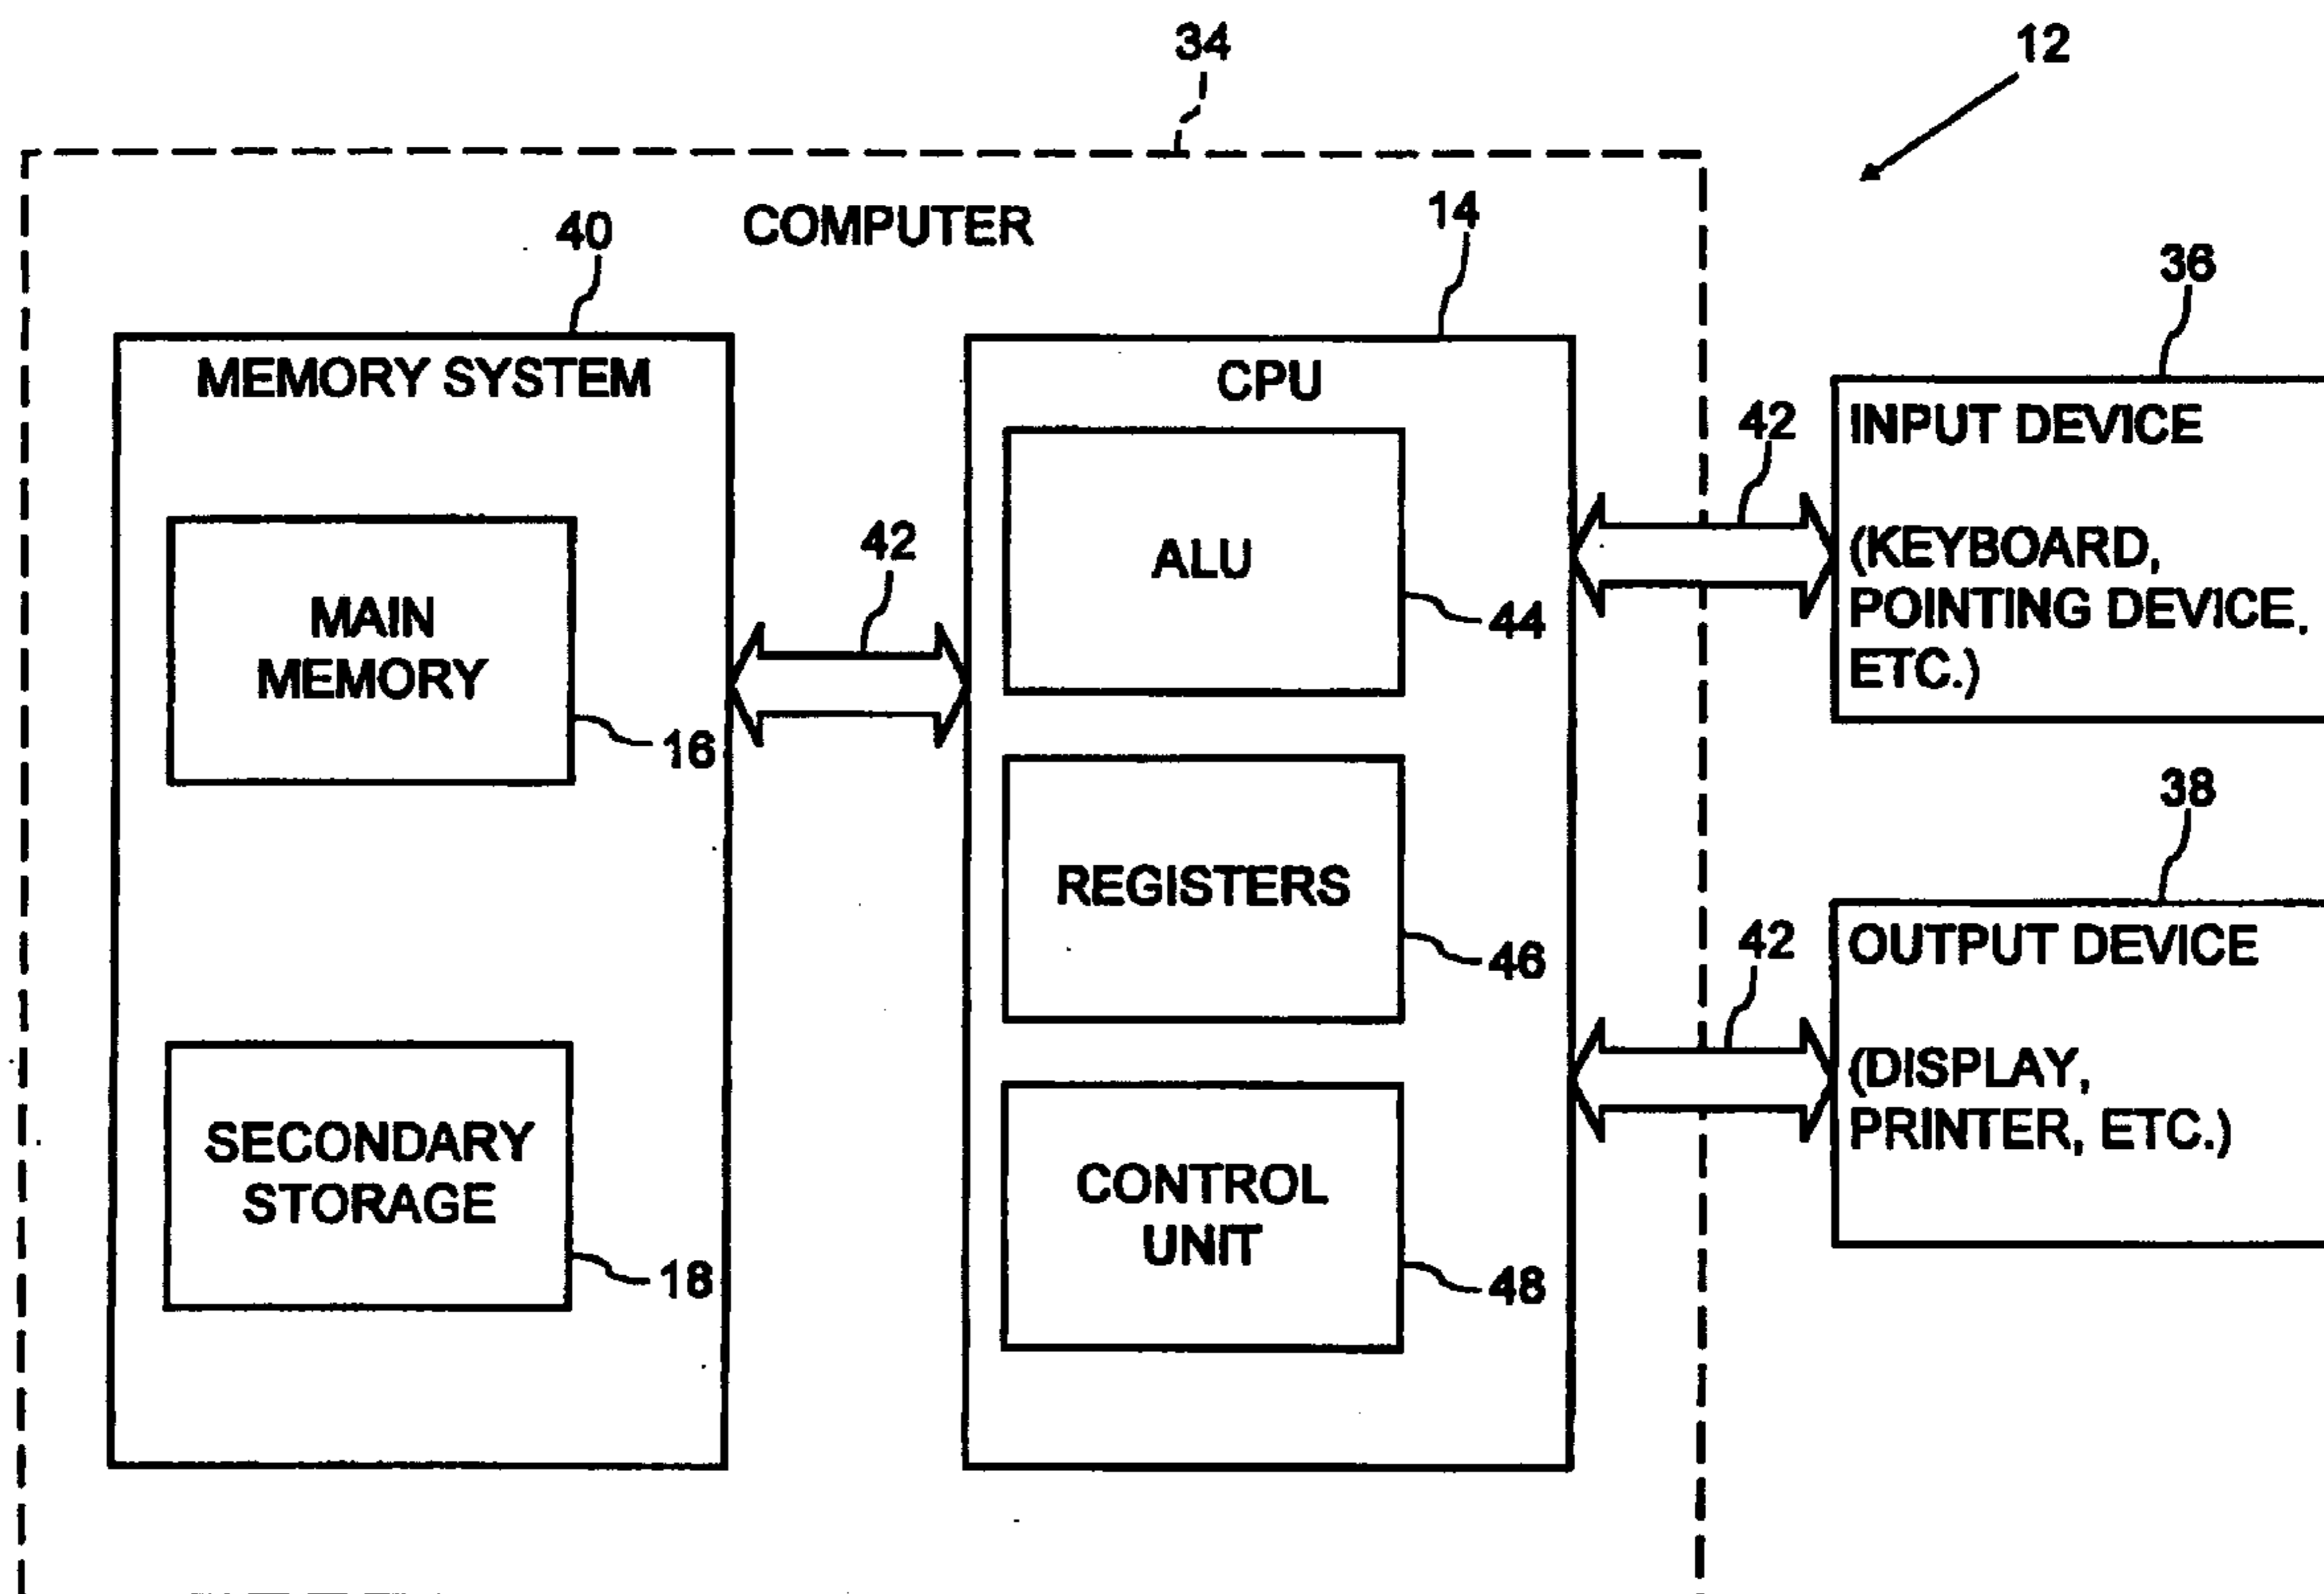 34
12
COMPUTER
40
14
36
MEMORY SYSTEM
CPU
42
INPUT DEVICE
(KEYBOARD,
POINTING DEVICE,
ETC.)
42
ALU
44
MAIN
MEMORY
16
38
REGISTERS
46
42
OUTPUT DEVICE
(DISPLAY,
PRINTER, ETC.)
SECONDARY
STORAGE
18
CONTROL
UNIT
48